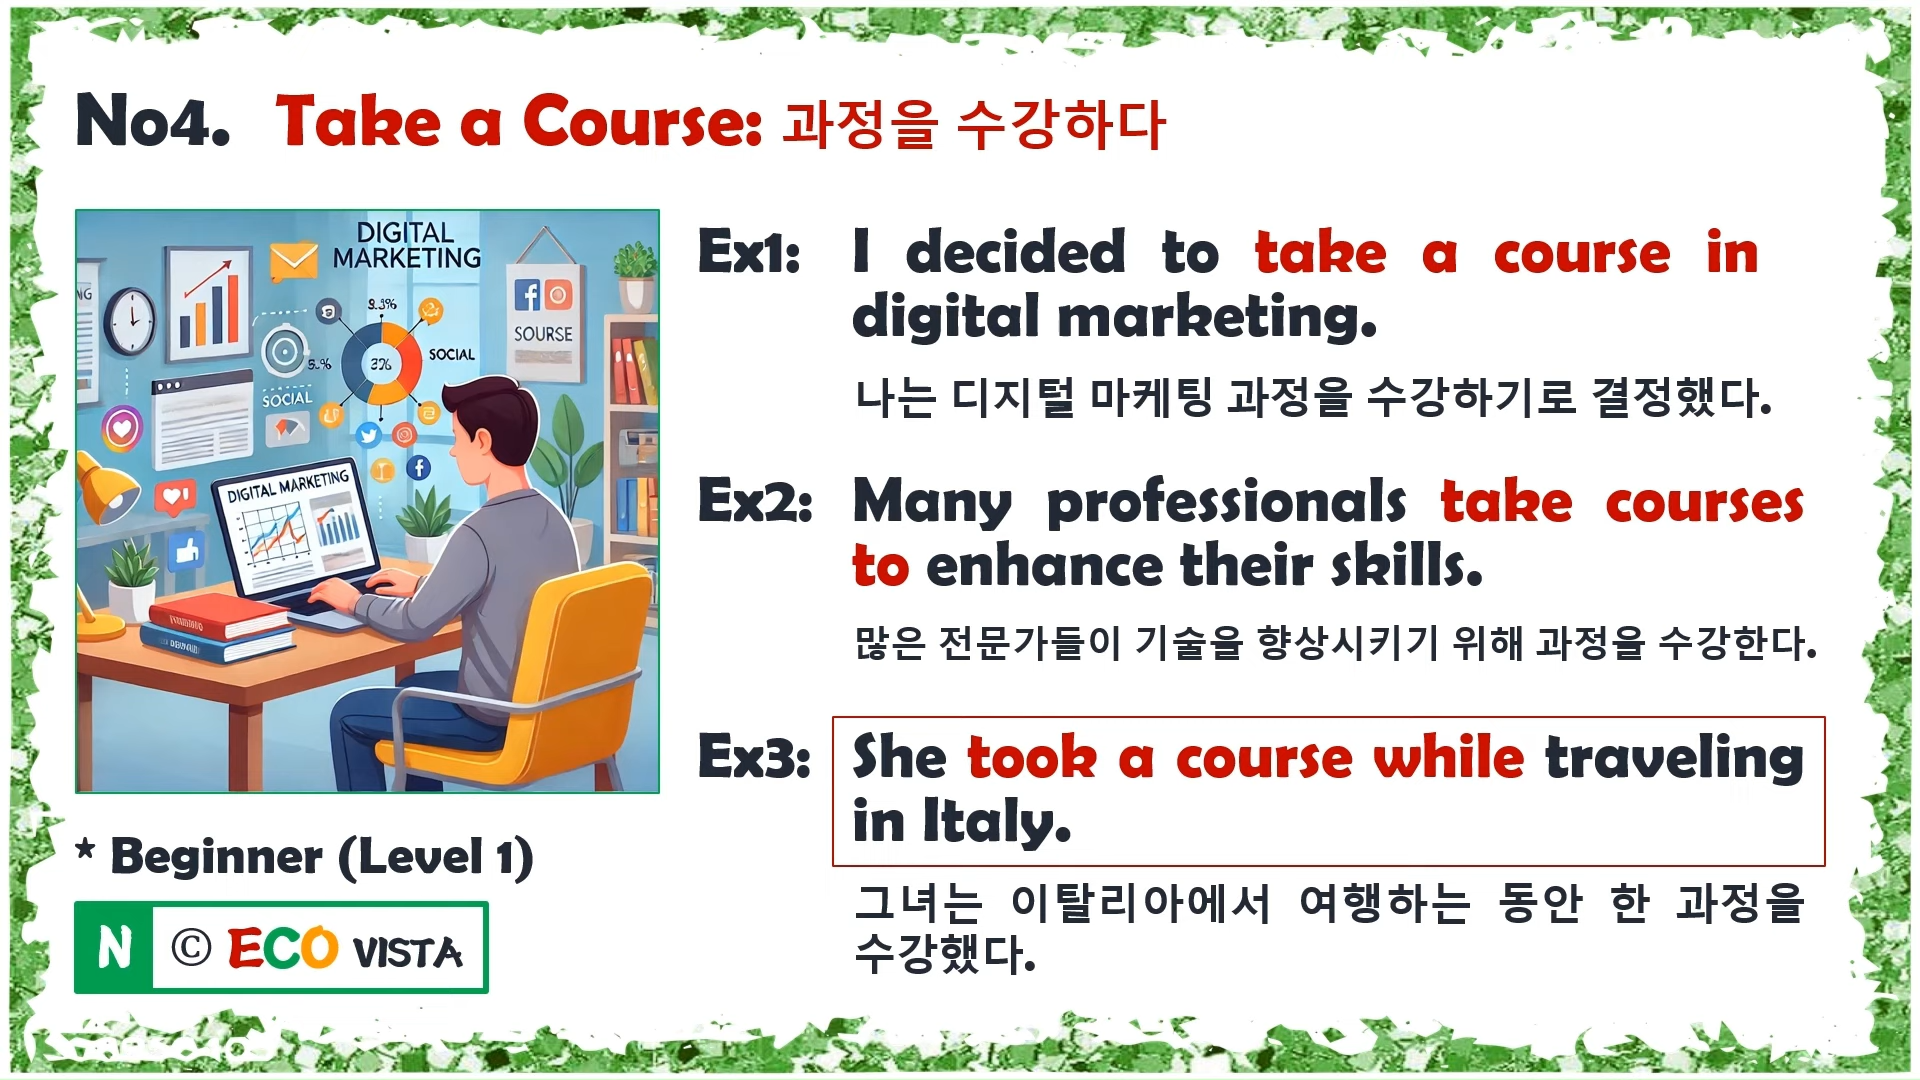 No4. Take a Course: 과정을 수강하다
DIGITAL
MARKETING
SOURSE
SOCIAL
SOCIAL
DIGITAL MARKETING
Ex1: I decided to take a course in
digital marketing.
나는 디지털 마케팅 과정을 수강하기로 결정했다.
Ex2: Many professionals take courses
to enhance their skills.
많은 전문가들이 기술을 향상시키기 위해 과정을 수강한다.
Ex3: She took a course while traveling
in Italy.
그녀는 이탈리아에서 여행하는 동안 한 과정을
수강했다.
* Beginner (Level 1)
N © ECO VISTA